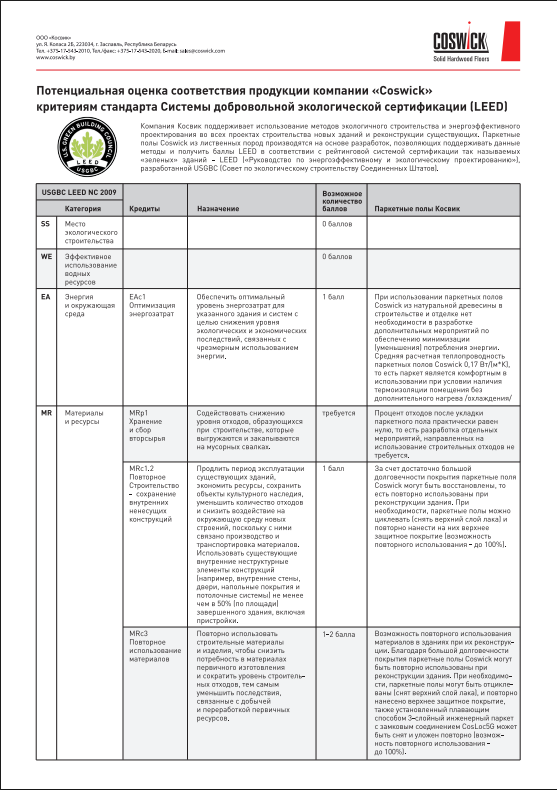 ООО «Косвик»
ул. Я. Коласа 2Б, 223034, г. Заславль, Республика Беларусь
Тел. +375-17-543-2010, Тел./факс: +375-17-543-2020, E-mail: sales@coswick.com
www.coswick.by
COSWICK
Solid Hardwood Floors
Потенциальная оценка соответствия продукции компании «Coswick»
критериям стандарта Системы добровольной экологической сертификации (LEED)
U.S. GREEN BUILDING COUNCIL
LEED
USGBC
Компания Косвик поддерживает использование методов экологичного строительства и энергоэффективного
проектирования во всех проектах строительства новых зданий и реконструкции существующих. Паркетные
полы Coswick из лиственных пород производятся на основе разработок, позволяющих поддерживать данные
методы и получить баллы LEED в соответствии с рейтинговой системой сертификации так называемых
«зеленых» зданий - LEED («Руководство по энергоэффективному и экологическому проектированию»),
разработанной USGBC (Совет по экологическому строительству Соединенных Штатов).
USGBC LEED NC 2009
Категория
Кредиты
Назначение
Возможное
количество
баллов
Паркетные полы Косвик
SS
Место
экологического
строительства
0 баллов
WE
Эффективное
использование
водных
ресурсов
0 баллов
EA
Энергия
и окружающая
среда
EAc1
Оптимизация
энергозатрат
Обеспечить оптимальный
уровень энергозатрат для
указанного здания и систем с
целью снижения уровня
экологических и экономических
последствий, связанных с
чрезмерным использованием
энергии.
1 балл
При использовании паркетных полов
Coswick из натуральной древесины в
строительстве и отделке нет
необходимости в разработке
дополнительных мероприятий по
обеспечению минимизации
(уменьшения) потребления энергии.
Средняя расчетная теплопроводность
паркетных полов Coswick 0,17 Вт/(м*К),
то есть паркет является комфортным в
использовании при условии наличия
термоизоляции помещения без
дополнительного нагрева /охлаждения/
MR
Материалы
и ресурсы
MRp1
Хранение
и сбор
вторсырья
Содействовать снижению
уровня отходов, образующихся
при строительстве, которые
выгружаются и закапываются
на мусорных свалках.
требуется
Процент отходов после укладки
паркетного пола практически равен
нулю, то есть разработка отдельных
мероприятий, направленных на
использование строительных отходов не
требуется.
MRc1.2
Повторное
Строительство
- сохранение
внутренних
ненесущих
конструкций
Продлить период эксплуатации
существующих зданий,
экономить ресурсы, сохранить
объекты культурного наследия,
уменьшить количество отходов
и снизить воздействие на
окружающую среду новых
строений, поскольку с ними
связано производство и
транспортировка материалов.
Использовать существующие
внутренние неструктурные
элементы конструкций
(например, внутренние стены,
двери, напольные покрытия и
потолочные системы) не менее
чем в 50% (по площади)
завершенного здания, включая
пристройки.
1 балл
За счет достаточно большой
долговечности покрытия паркетные полы
Coswick могут быть восстановлены, то
есть повторно использованы при
реконструкции здания. При
необходимости, паркетные полы можно
циклевать (снять верхний слой лака) и
повторно нанести на них верхнее
защитное покрытие (возможность
повторного использования - до 100%).
MRc3
Повторное
использование
материалов
Повторно использовать
строительные материалы
и изделия, чтобы снизить
потребность в материалах
первичного изготовления
и сократить уровень строитель-
ных отходов, тем самым
уменьшить последствия,
связанные с добычей
и переработкой первичных
ресурсов.
1-2 балла
Возможность повторного использования
материалов в зданиях при их реконструк-
ции. Благодаря большой долговечности
покрытия паркетные полы Coswick могут
быть повторно использованы при
реконструкции здания. При необходимо-
сти, паркетные полы могут быть отцикле-
ваны (снят верхний слой лака), и повторно
нанесено верхнее защитное покрытие,
также установленный плавающим
способом 3-слойный инженерный паркет
с замковым соединением CosLoc5G может
быть снят и уложен повторно (возмож-
ность повторного использования -
до 100%).